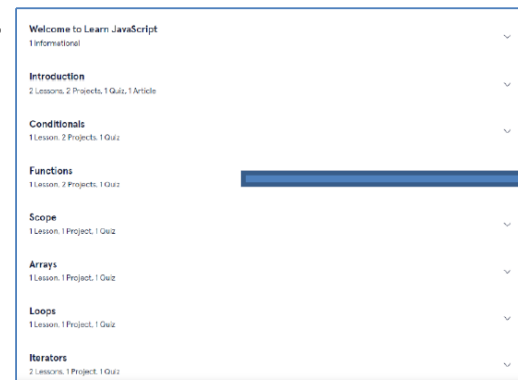 Welcome to Learn JavaScript
1 Informational
Introduction
2 Lessons, 2 Projects, 1 Quiz, 1 Article
Conditionals
1 Lesson, 2 Projects, 1 Quiz
Functions
1 Lesson, 2 Projects, 1 Quiz
Scope
1 Lesson, 1 Project, 1 Quiz
Arrays
1 Lesson, 1 Project, 1 Quiz
Loops
1 Lesson, 1 Project, 1 Quiz
Iterators
2 Lessons, 1 Project, 1 Quiz